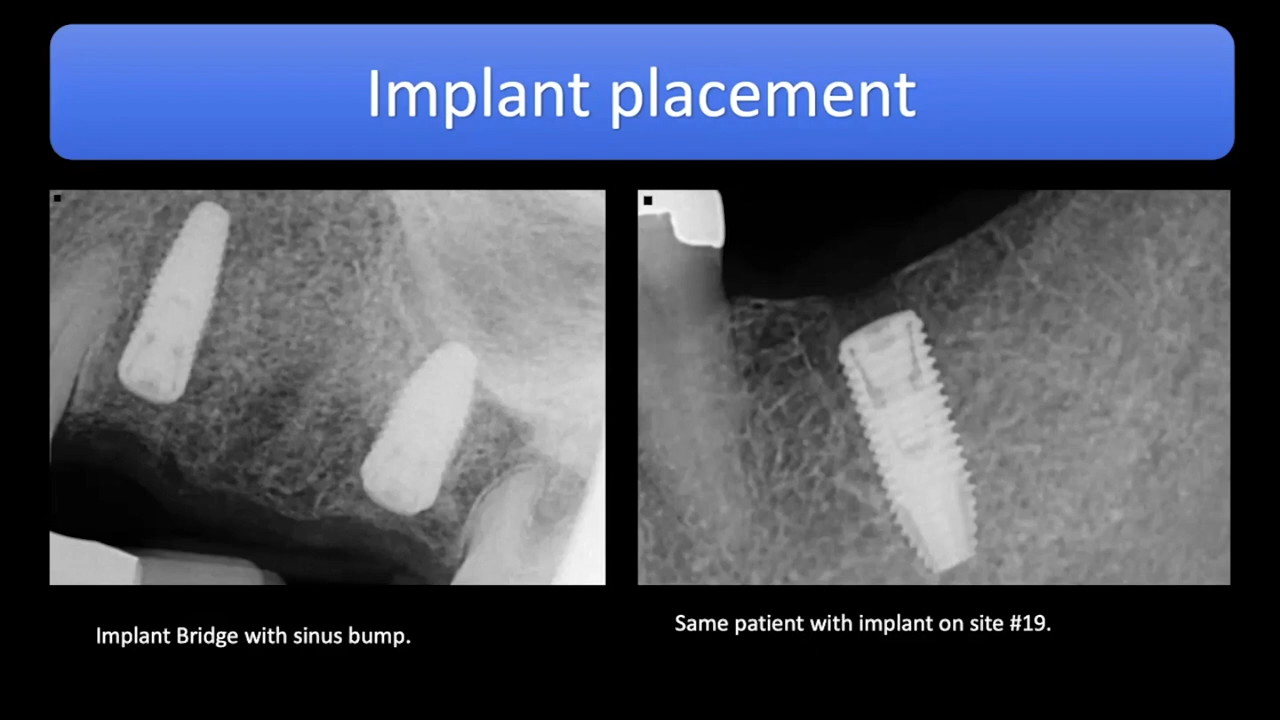 Implant placement
Implant Bridge with sinus bump.
Same patient with implant on site #19.